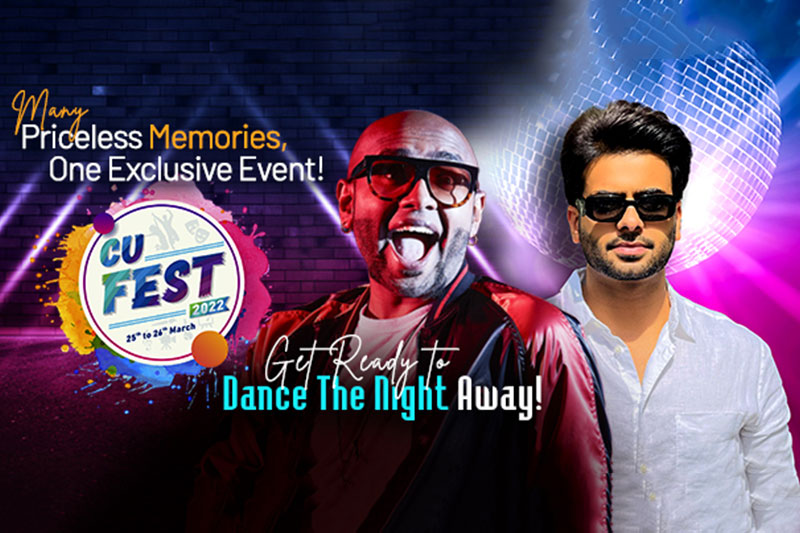 Many
Priceless Memories,
One Exclusive Event!
CU
FEST
2022
25th to 26th March
Get Ready to
Dance The Night Away!